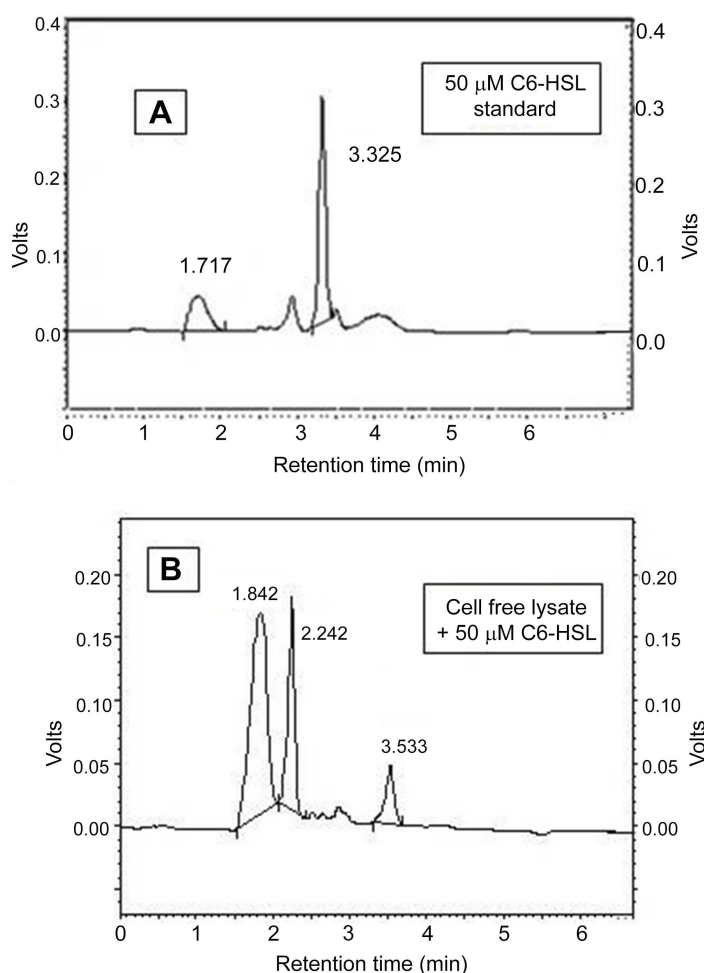 0.4
0.4
A
50 μM C6-HSL
standard
0.3
0.3
3.325
0.2
0.2
Volts
Volts
1.717
0.1
0.1
0.0
0.0
0 1 2 3 4 5 6
Retention time (min)
B
0.20
0.20
1.842
Cell free lysate
+ 50 μM C6-HSL
0.15
0.15
2.242
0.10
0.10
Volts
Volts
3.533
0.05
0.05
0.00
0.00
0 1 2 3 4 5 6
Retention time (min)